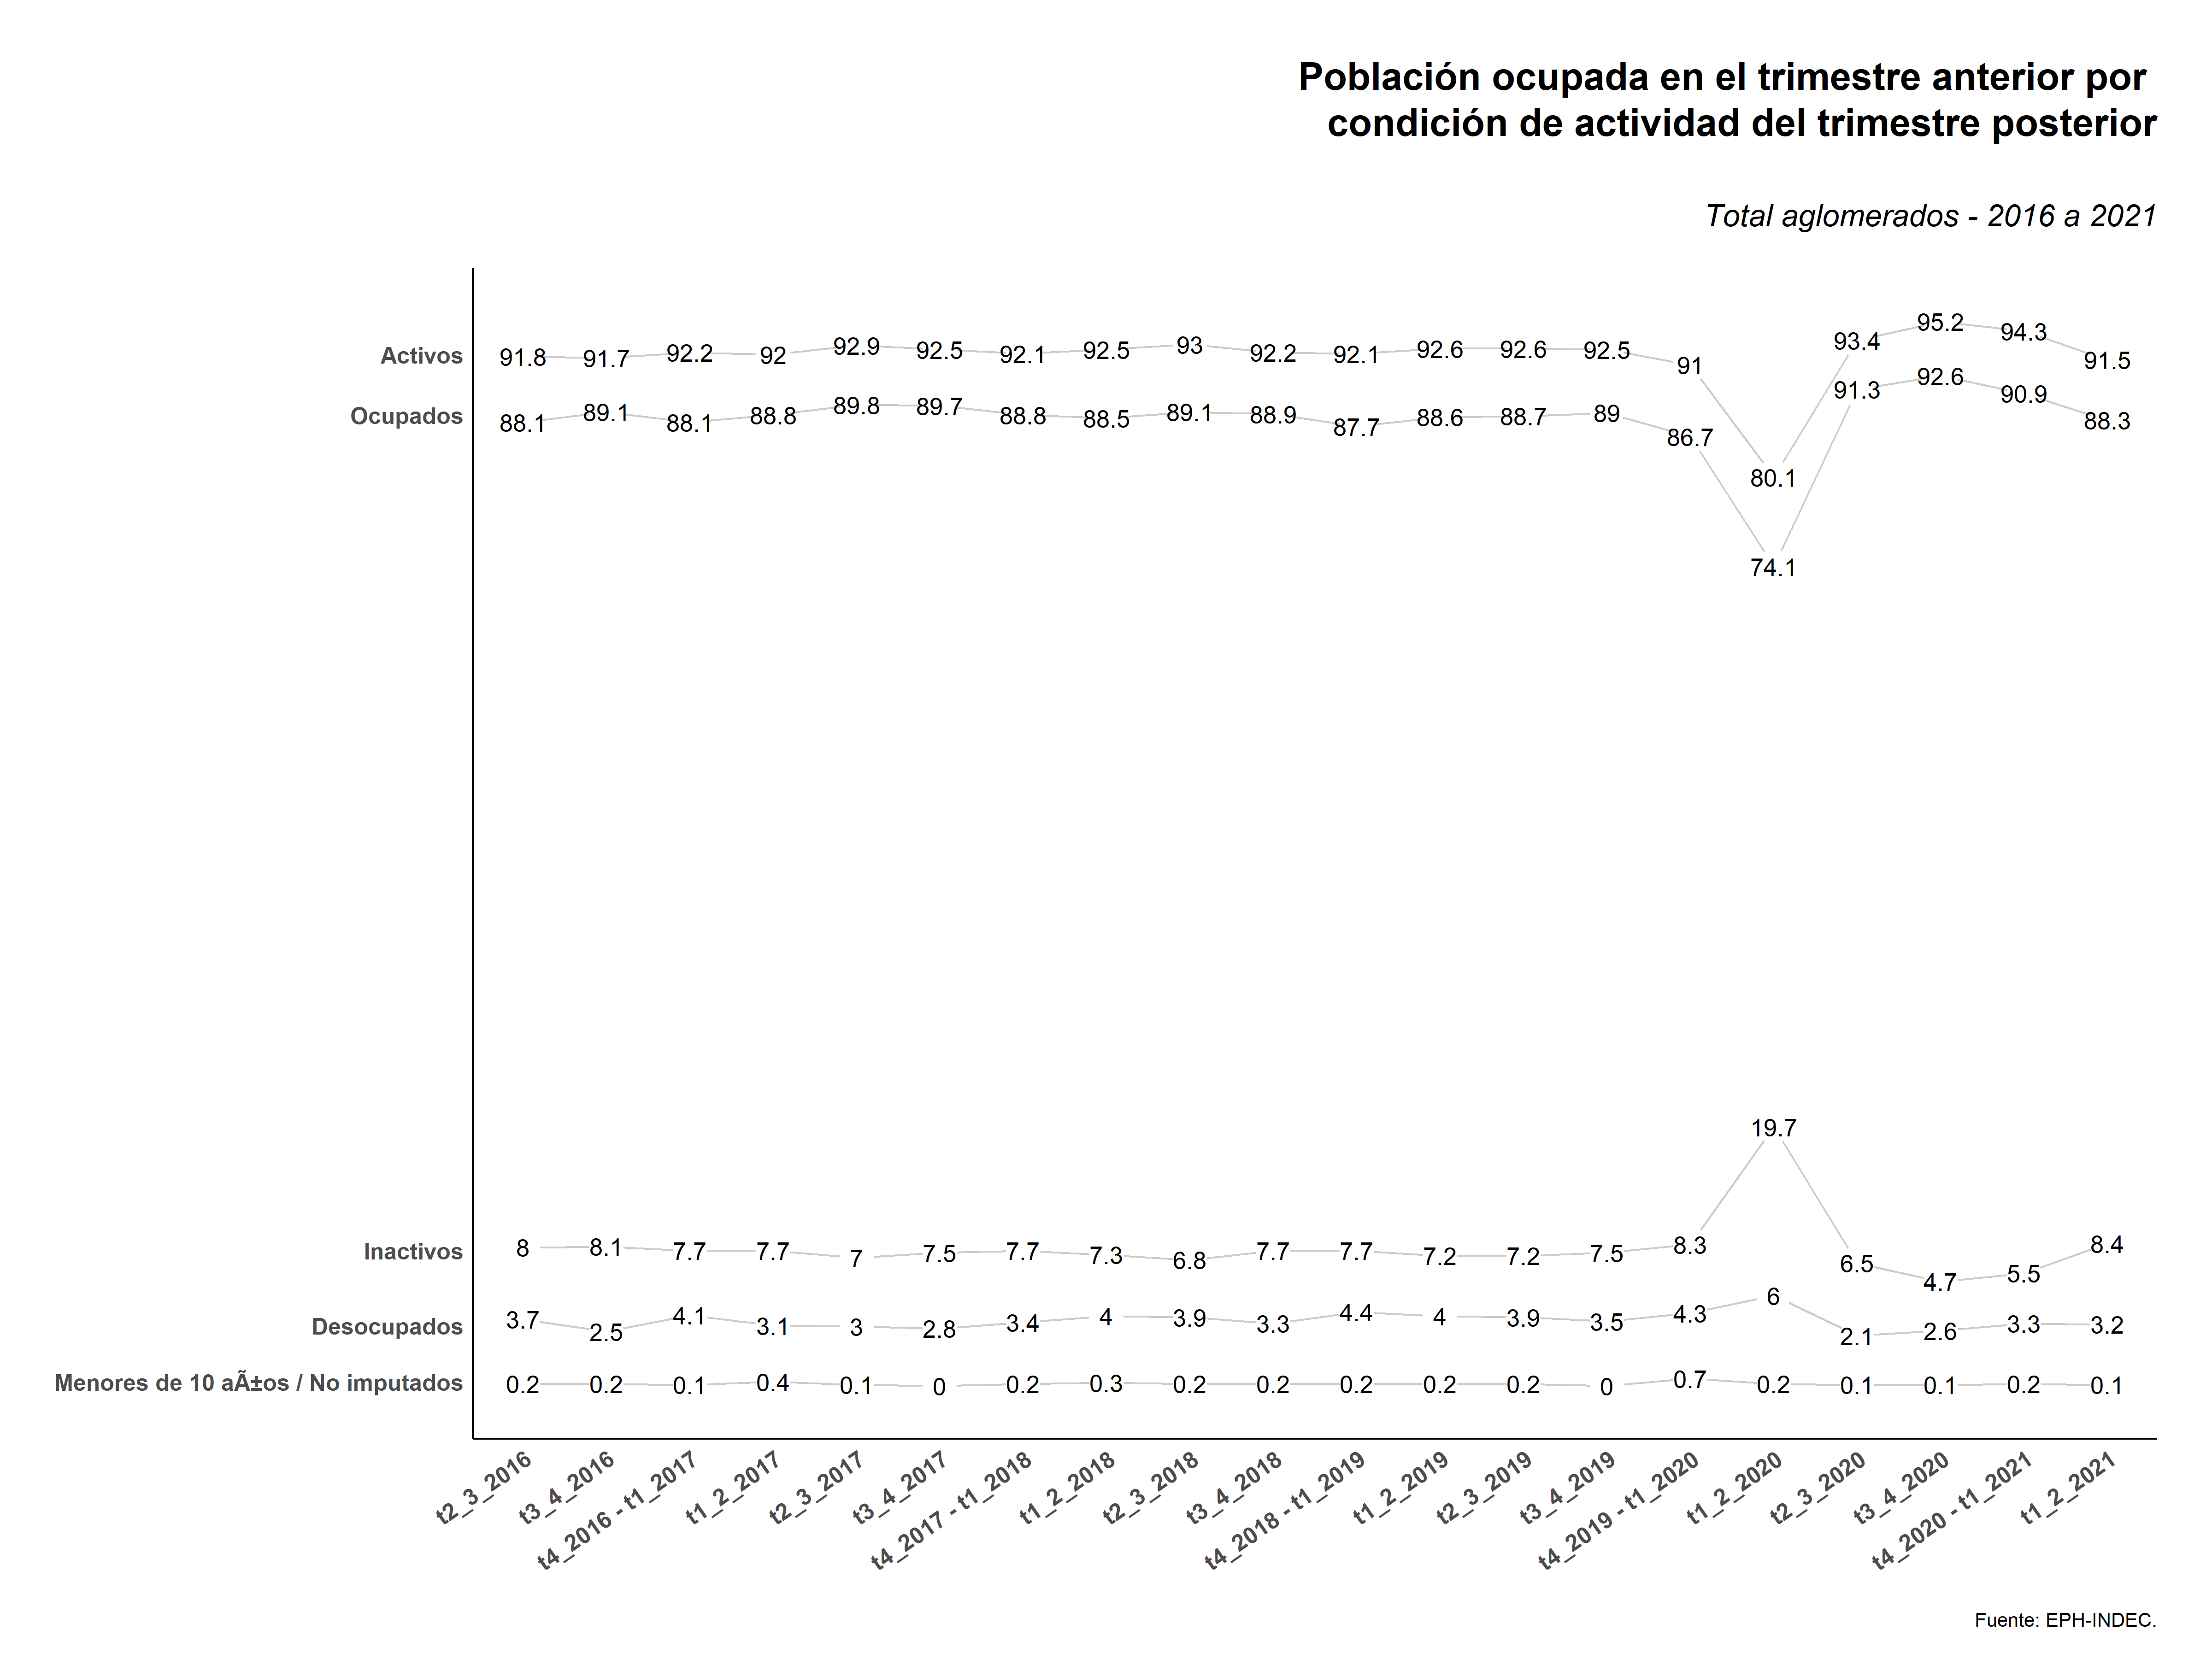 Población ocupada en el trimestre anterior por
condición de actividad del trimestre posterior
Total aglomerados - 2016 a 2021
Activos
91.8 91.7 92.2 92 92.9 92.5 92.1 92.5 93 92.2 92.1 92.6 92.6 92.5 91 80.1 93.4 95.2 94.3 91.5
Ocupados
88.1 89.1 88.1 88.8 89.8 89.7 88.8 88.5 89.1 88.9 87.7 88.6 88.7 89 86.7 74.1 91.3 92.6 90.9 88.3
Inactivos
8 8.1 7.7 7.7 7 7.5 7.7 7.3 6.8 7.7 7.7 7.2 7.2 7.5 8.3 19.7 6.5 4.7 5.5 8.4
Desocupados
3.7 2.5 4.1 3.1 3 2.8 3.4 4 3.9 3.3 4.4 4 3.9 3.5 4.3 6 2.1 2.6 3.3 3.2
Menores de 10 aÃ±os / No imputados
0.2 0.2 0.1 0.4 0.1 0 0.2 0.3 0.2 0.2 0.2 0.2 0.2 0 0.7 0.2 0.1 0.1 0.2 0.1
t2_3_2016
t3_4_2016
t4_2016 - t1_2017
t1_2_2017
t2_3_2017
t3_4_2017
t4_2017 - t1_2018
t1_2_2018
t2_3_2018
t3_4_2018
t4_2018 - t1_2019
t1_2_2019
t2_3_2019
t3_4_2019
t4_2019 - t1_2020
t1_2_2020
t2_3_2020
t3_4_2020
t4_2020 - t1_2021
t1_2_2021
Fuente: EPH-INDEC.